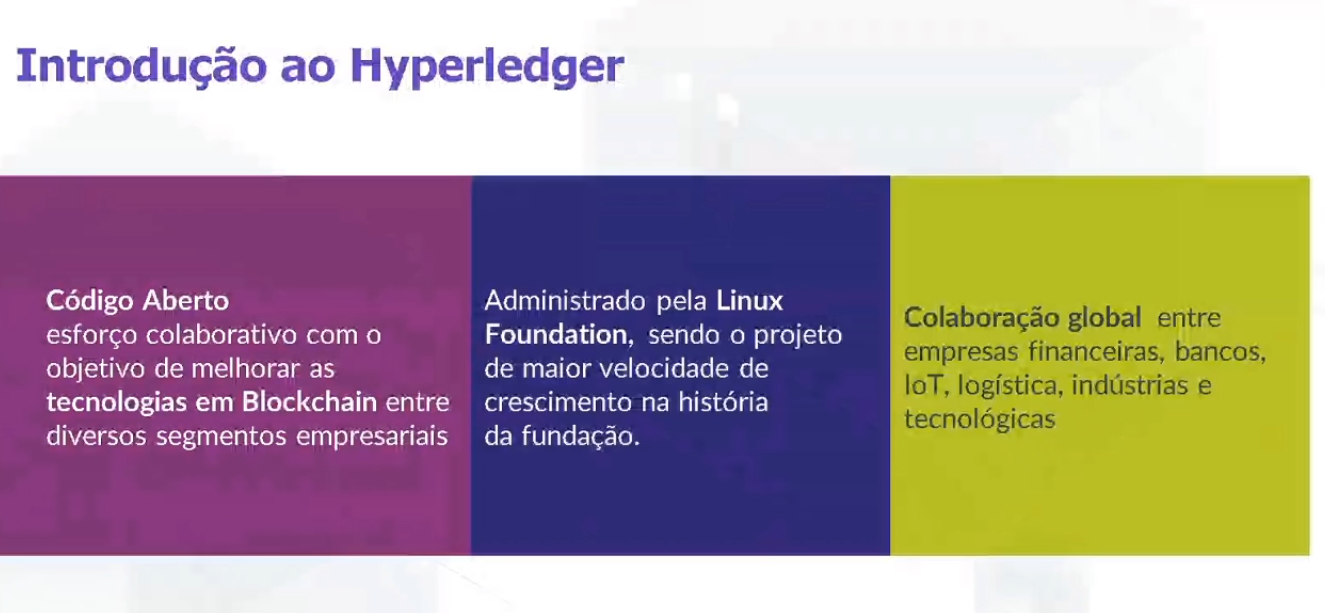 Introdução ao Hyperledger
Código Aberto
esforço colaborativo com o
objetivo de melhorar as
tecnologias em Blockchain entre
diversos segmentos empresariais
Administrado pela Linux
Foundation, sendo o projeto
de maior velocidade de
crescimento na história
da fundação.
Colaboração global entre
empresas financeiras, bancos,
IoT, logística, indústrias e
tecnológicas